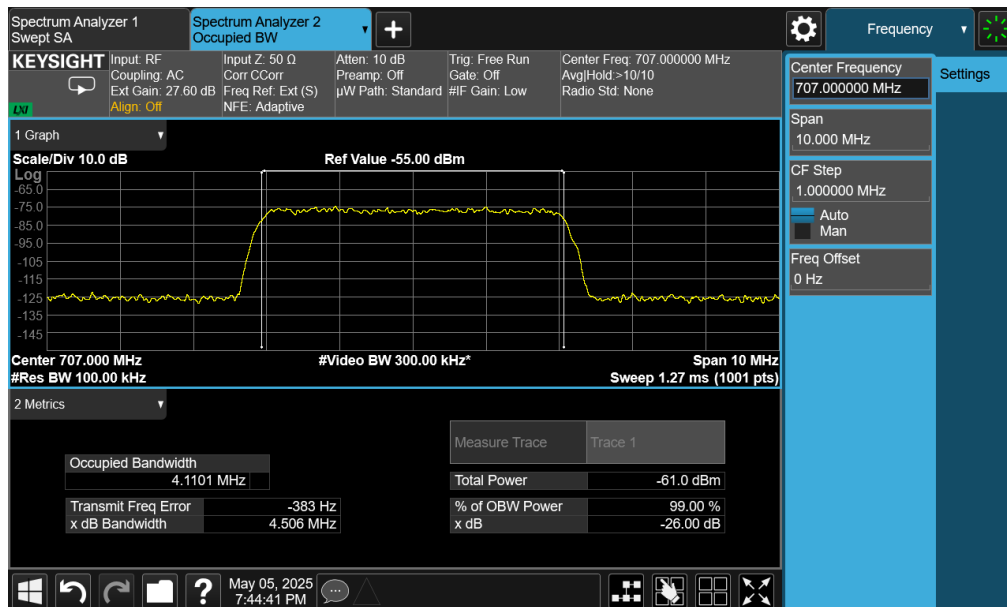 Spectrum Analyzer 1
Swept SA
Spectrum Analyzer 2
Occupied BW
Frequency
KEYSIGHT
LXI
Input: RF
Coupling: AC
Ext Gain: 27.60 dB
Align: Off
Input Z: 50 Ω
Corr CCorr
Freq Ref: Ext (S)
NFE: Adaptive
Atten: 10 dB
Preamp: Off
µW Path: Standard
Trig: Free Run
Gate: Off
#IF Gain: Low
Center Freq: 707.000000 MHz
Avg|Hold:>10/10
Radio Std: None
Center Frequency
707.000000 MHz
Settings
Span
10.000 MHz
CF Step
1.000000 MHz
Auto
Man
Freq Offset
0 Hz
1 Graph
Scale/Div 10.0 dB
Ref Value -55.00 dBm
Log
-65.0
-75.0
-85.0
-95.0
-105
-115
-125
-135
-145
Center 707.000 MHz
#Video BW 300.00 kHz*
Span 10 MHz
#Res BW 100.00 kHz
Sweep 1.27 ms (1001 pts)
2 Metrics
Measure Trace
Trace 1
Occupied Bandwidth
4.1101 MHz
Total Power
-61.0 dBm
Transmit Freq Error
-383 Hz
% of OBW Power
99.00 %
x dB Bandwidth
4.506 MHz
x dB
-26.00 dB
?
May 05, 2025
7:44:41 PM